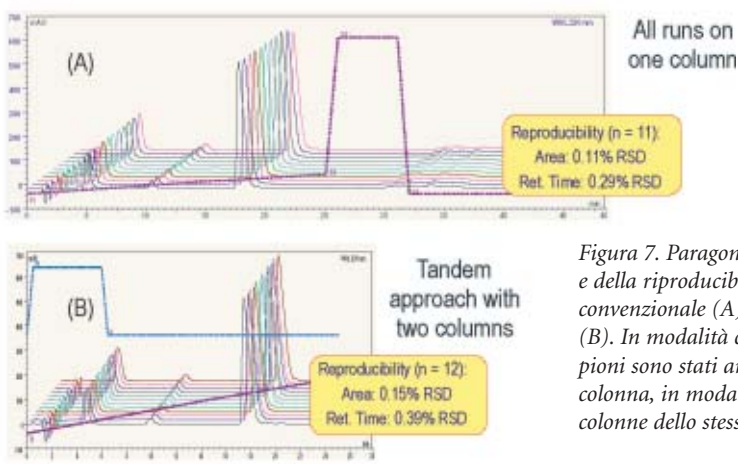 (A)
All runs on
one column
Reproducibility (n = 11):
Area: 0.11% RSD
Ret. Time: 0.29% RSD
(B)
Tandem
approach with
two columns
Reproducibility (n = 12):
Area: 0.15% RSD
Ret. Time: 0.39% RSD
Figura 7. Paragon
e della riproducib
convenzionale (A)
(B). In modalità c
pioni sono stati an
colonna, in moda
colonne dello stess